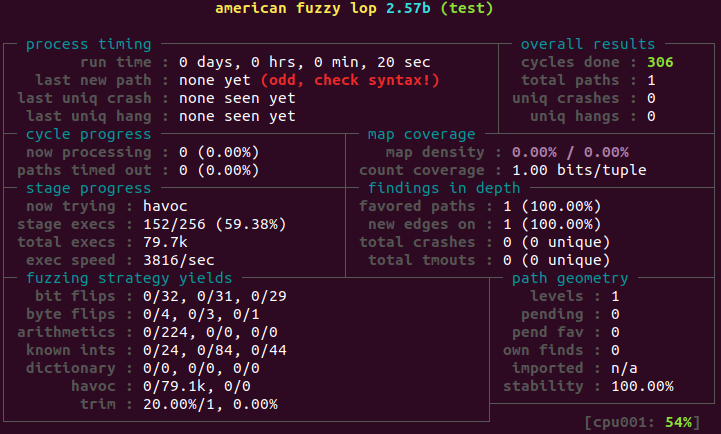 american fuzzy lop 2.57b (test)
process timing
run time : 0 days, 0 hrs, 0 min, 20 sec
last new path : none yet (odd, check syntax!)
last uniq crash : none seen yet
last uniq hang : none seen yet
overall results
cycles done : 306
total paths : 1
uniq crashes : 0
uniq hangs : 0
cycle progress
now processing : 0 (0.00%)
paths timed out : 0 (0.00%)
map coverage
map density : 0.00% / 0.00%
count coverage : 1.00 bits/tuple
stage progress
now trying : havoc
stage execs : 152/256 (59.38%)
total execs : 79.7k
exec speed : 3816/sec
findings in depth
favored paths : 1 (100.00%)
new edges on : 1 (100.00%)
total crashes : 0 (0 unique)
total tmouts : 0 (0 unique)
fuzzing strategy yields
bit flips : 0/32, 0/31, 0/29
byte flips : 0/4, 0/3, 0/1
arithmetics : 0/224, 0/0, 0/0
known ints : 0/24, 0/84, 0/44
dictionary : 0/0, 0/0, 0/0
havoc : 0/79.1k, 0/0
trim : 20.00%/1, 0.00%
path geometry
levels : 1
pending : 0
pend fav : 0
own finds : 0
imported : n/a
stability : 100.00%
[cpu001: 54%]